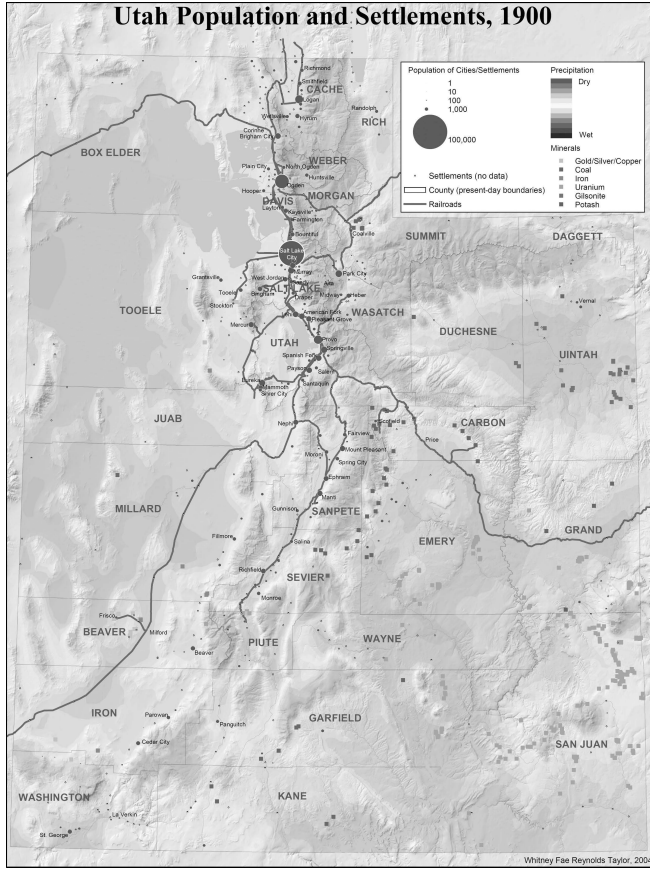 Utah Population and Settlements, 1900
Population of Cities/Settlements
1
10
100
1,000
100,000
Settlements (no data)
County (present-day boundaries)
Railroads
Precipitation
Dry
Wet
Minerals
Gold/Silver/Copper
Coal
Iron
Uranium
Gilsonite
Potash
Richmond
Smithfield
CACHE
Logan
Wellsville
Hyrum
Randolph
RICH
Corinne
Brigham City
BOX ELDER
WEBER
Plain City
North Ogden
Huntsville
Ogden
Hooper
MORGAN
DAVIS
Layton
Kaysville
Farmington
Bountiful
Coalville
SUMMIT
DAGGETT
Salt Lake
City
Murray
Park City
Grantsville
West Jordan
Sandy
Alta
Tooele
SALT LAKE
Bingham
Draper
Midway
Heber
Stockton
Vernal
TOOELE
American Fork
WASATCH
Lehi
Pleasant Grove
Mercur
DUCHESNE
UTAH
Provo
Springville
UINTAH
Spanish Fork
Payson
Salem
Eureka
Mammoth
Santaquin
Silver City
JUAB
Nephi
Scofield
CARBON
Fairview
Price
Mount Pleasant
Moroni
Spring City
Ephraim
Manti
MILLARD
Gunnison
SANPETE
GRAND
Fillmore
Salina
EMERY
Richfield
SEVIER
Monroe
Frisco
BEAVER
Milford
PIUTE
WAYNE
Beaver
IRON
Parowan
Panguitch
GARFIELD
Cedar City
SAN JUAN
WASHINGTON
KANE
La Verkin
St. George
Whitney Fae Reynolds Taylor, 2004